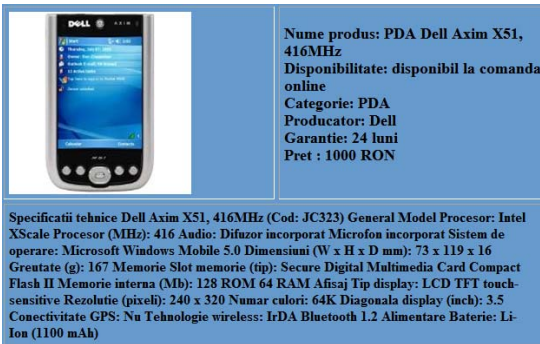 DELL
AXIM
Start
Nume produs: PDA Dell Axim X51,
416MHz
Disponibilitate: disponibil la comanda
online
Categorie: PDA
Producator: Dell
Garantie: 24 luni
Pret : 1000 RON
Calendar
Contacts
Specificatii tehnice Dell Axim X51, 416MHz (Cod: JC323) General Model Procesor: Intel
XScale Procesor (MHz): 416 Audio: Difuzor incorporat Microfon incorporat Sistem de
operare: Microsoft Windows Mobile 5.0 Dimensiuni (W x H x D mm): 73 x 119 x 16
Greutate (g): 167 Memorie Slot memorie (tip): Secure Digital Multimedia Card Compact
Flash II Memorie interna (Mb): 128 ROM 64 RAM Afisaj Tip display: LCD TFT touch-
sensitive Rezolutie (pixeli): 240 x 320 Numar culori: 64K Diagonala display (inch): 3.5
Conectivitate GPS: Nu Tehnologie wireless: IrDA Bluetooth 1.2 Alimentare Baterie: Li-
Ion (1100 mAh)